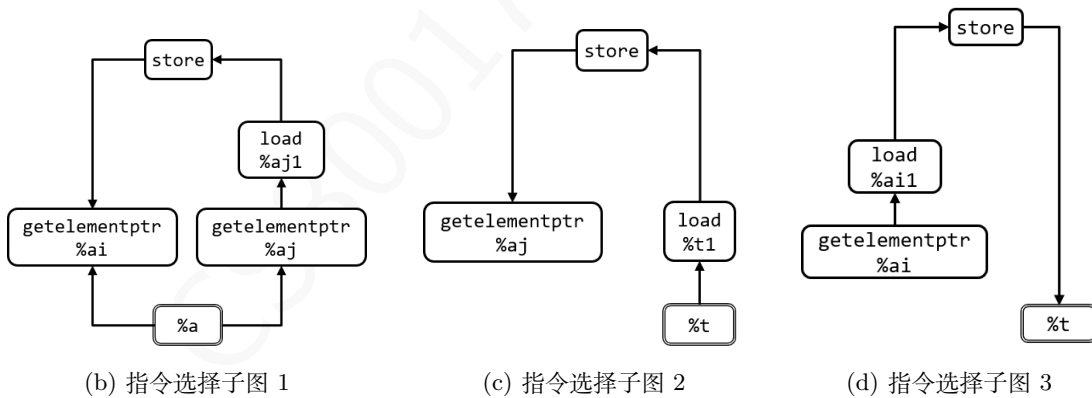 store
load
%aj1
getelementptr
%ai
getelementptr
%aj
%a
(b) 指令选择子图 1
store
getelementptr
%aj
load
%t1
%t
(c) 指令选择子图 2
store
load
%ai1
getelementptr
%ai
%t
(d) 指令选择子图 3